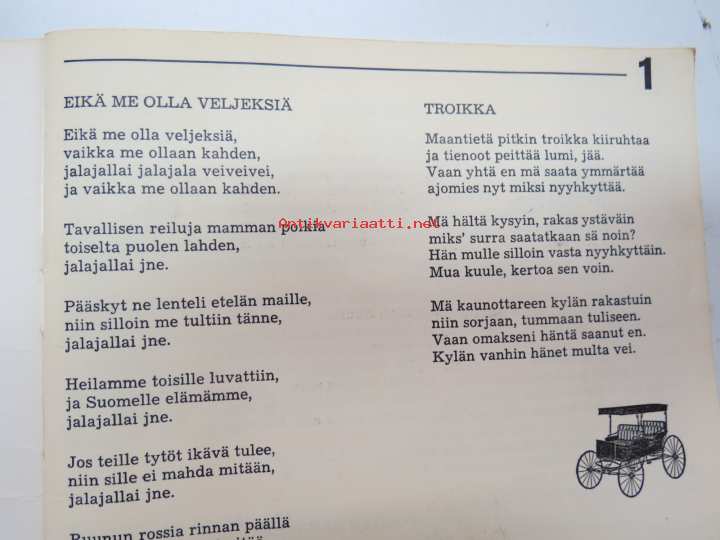 1
EIKÄ ME OLLA VELJEKSIÄ
Eikä me olla veljeksiä,
vaikka me ollaan kahden,
jalajallai jalajala veiveivei,
ja vaikka me ollaan kahden.
Tavallisen reiluja mamman poikia
toiselta puolen lahden,
jalajallai jne.
Pääskyt ne lenteli etelän maille,
niin silloin me tultiin tänne,
jalajallai jne.
Heilamme toisille luvattiin,
ja Suomelle elämämme,
jalajallai jne.
Jos teille tytöt ikävä tulee,
niin sille ei mahda mitään,
jalajallai jne.
Ruunun rossia rinnan päällä
TROIKKA
Maantietä pitkin troikka kiiruhtaa
ja tienoot peittää lumi, jää.
Vaan yhtä en mä saata ymmärtää
ajomies nyt miksi nyyhkyttää.
Mä hältä kysyin, rakas ystäväin
miks' surra saatatkaan sä noin?
Hän mulle silloin vasta nyyhkyttäin.
Mua kuule, kertoa sen voin.
Mä kaunottareen kylän rakastuin
niin sorjaan, tummaan tuliseen.
Vaan omakseni häntä saanut en.
Kylän vanhin hänet multa vei.
Antikvariaatti.net